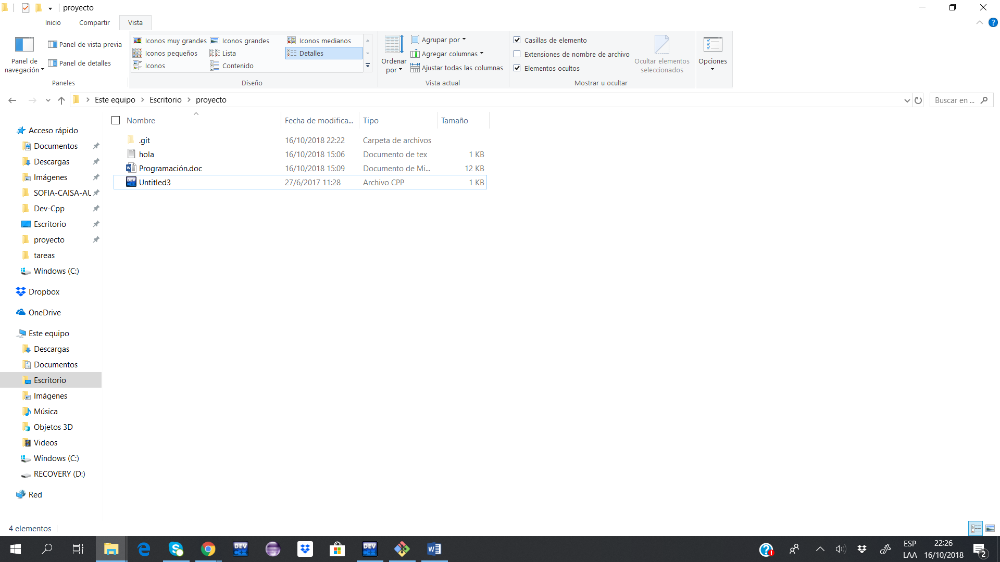 proyecto
Inicio Compartir Vista
Panel de navegación
Panel de vista previa
Panel de detalles
Paneles
Iconos muy grandes Iconos grandes Iconos medianos
Iconos pequeños Lista Detalles
Iconos Contenido
Diseño
Ordenar por
Agrupar por
Agregar columnas
Ajustar todas las columnas
Vista actual
Casillas de elemento
Extensiones de nombre de archivo
Elementos ocultos
Ocultar elementos seleccionados
Mostrar u ocultar
Opciones
Este equipo > Escritorio > proyecto
Buscar en ...
Nombre Fecha de modifica... Tipo Tamaño
.git 16/10/2018 22:22 Carpeta de archivos
hola 16/10/2018 15:06 Documento de tex 1 KB
Programación.doc 16/10/2018 15:09 Documento de Mi... 12 KB
Untitled3 27/6/2017 11:28 Archivo CPP 1 KB
Acceso rápido
Documentos
Descargas
Imágenes
SOFIA-CAISA-AU
Dev-Cpp
Escritorio
proyecto
tareas
Windows (C:)
Dropbox
OneDrive
Este equipo
Descargas
Documentos
Escritorio
Imágenes
Música
Objetos 3D
Videos
Windows (C:)
RECOVERY (D:)
Red
4 elementos
DEV
DEV
ESP
LAA
22:26
16/10/2018
2